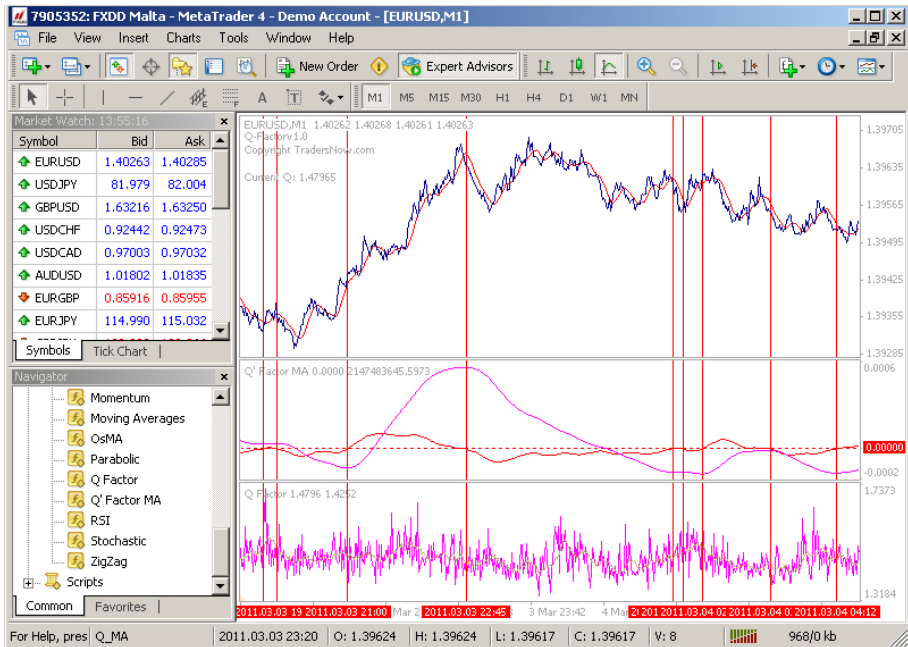 7905352: FXDD Malta - MetaTrader 4 - Demo Account - [EURUSD,M1]
File View Insert Charts Tools Window Help
New Order Expert Advisors
A T M1 M5 M15 M30 H1 H4 D1 W1 MN
Market Watch: 13:55:16
Symbol Bid Ask
EURUSD 1.40263 1.40285
USDJPY 81.979 82.004
GBPUSD 1.63216 1.63250
USDCHF 0.92442 0.92473
USDCAD 0.97003 0.97032
AUDUSD 1.01802 1.01835
EURGBP 0.85916 0.85955
EURJPY 114.990 115.032
Symbols Tick Chart
Navigator
Momentum
Moving Averages
OsMA
Parabolic
Q Factor
Q' Factor MA
RSI
Stochastic
ZigZag
Scripts
Common Favorites
EURUSD,M1 1.40262 1.40268 1.40261 1.40263
Q-Factorv1.0
Copyright TradersNow.com
Current Q: 1.47965
1.39705
1.39635
1.39565
1.39495
1.39425
1.39355
1.39285
Q' Factor MA 0.0000 2147483645.5973
0.0006
0.00000
-0.0002
Q Factor 1.4796 1.4252
1.7373
1.3184
2011.03.03 19 2011.03.03 21:00 Mar 2 2011.03.03 22:45 3 Mar 23:42 4 Mar 2011.03.04 02 2011.03.04 0 2011.03.04 04:12
For Help, pres Q_MA 2011.03.03 23:20 O: 1.39624 H: 1.39624 L: 1.39617 C: 1.39617 V: 8 968/0 kb